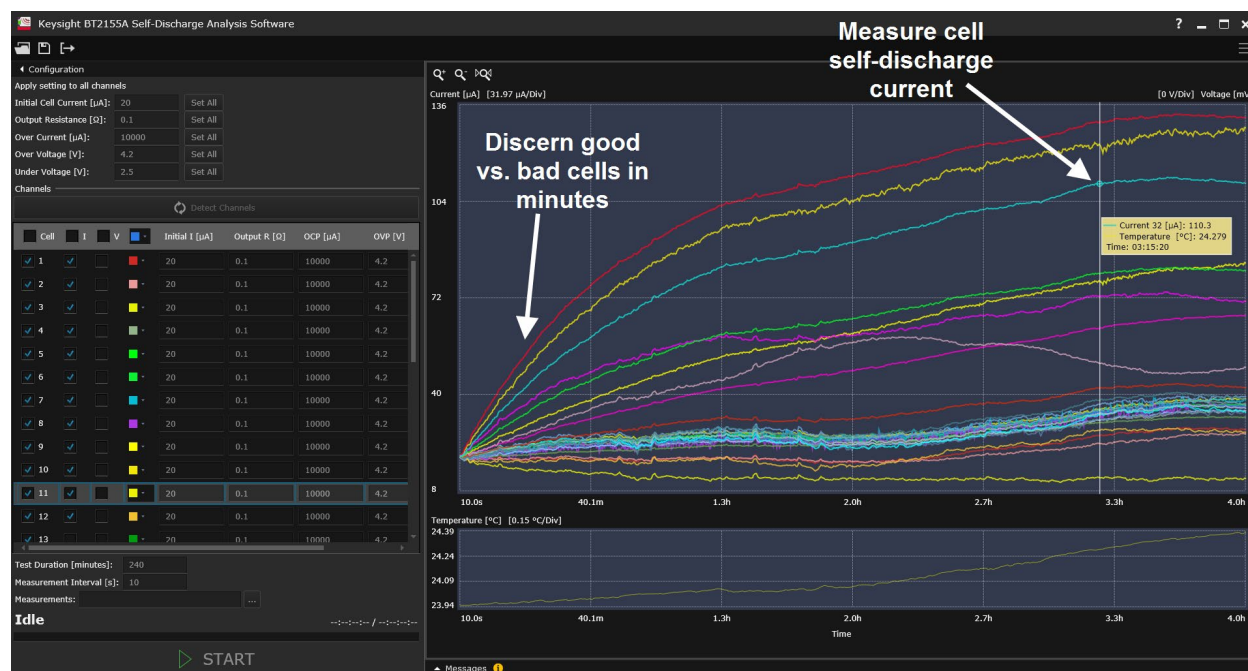 Keysight BT2155A Self-Discharge Analysis Software
?
Configuration
Apply setting to all channels
Initial Cell Current [µA]: 20 Set All
Output Resistance [Ω]: 0.1 Set All
Over Current [µA]: 10000 Set All
Over Voltage [V]: 4.2 Set All
Under Voltage [V]: 2.5 Set All
Channels
Detect Channels
Cell I V Initial I [µA] Output R [Ω] OCP [µA] OVP [V]
1 20 0.1 10000 4.2
2 20 0.1 10000 4.2
3 20 0.1 10000 4.2
4 20 0.1 10000 4.2
5 20 0.1 10000 4.2
6 20 0.1 10000 4.2
7 20 0.1 10000 4.2
8 20 0.1 10000 4.2
9 20 0.1 10000 4.2
10 20 0.1 10000 4.2
11 20 0.1 10000 4.2
12 20 0.1 10000 4.2
13 20 0.1 10000 4.2
Test Duration [minutes]: 240
Measurement Interval [s]: 10
Measurements: ...
Idle --:--:--:-- / --:--:--:--
START
Current [µA] [31.97 µA/Div] [0 V/Div] Voltage [mV
136
104
72
40
8
Measure cell
self-discharge
current
Discern good
vs. bad cells in
minutes
Current 32 [µA]: 110.3
Temperature [ºC]: 24.279
Time: 03:15:20
10.0s 40.1m 1.3h 2.0h 2.7h 3.3h 4.0h
Temperature [ºC] [0.15 ºC/Div]
24.39
24.24
24.09
23.94
10.0s 40.1m 1.3h 2.0h 2.7h 3.3h 4.0h
Time
Messages